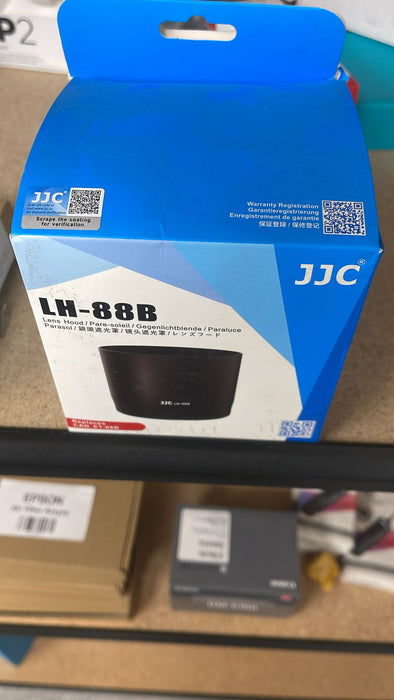 P2
JJC
Scrape the coating
for verification
Warranty Registration
Garantieregistrierung
Enregistrement de garantie
保証登録 / 保修登记
JJC®
LH-88B
Lens Hood / Pare-soleil / Gegenlichtblende / Paraluce
Parasol / 鏡頭遮光罩 / 镜头遮光罩 / レンズフード
JJC LH-88B
Replaces
CAN ET-88B
EPSON